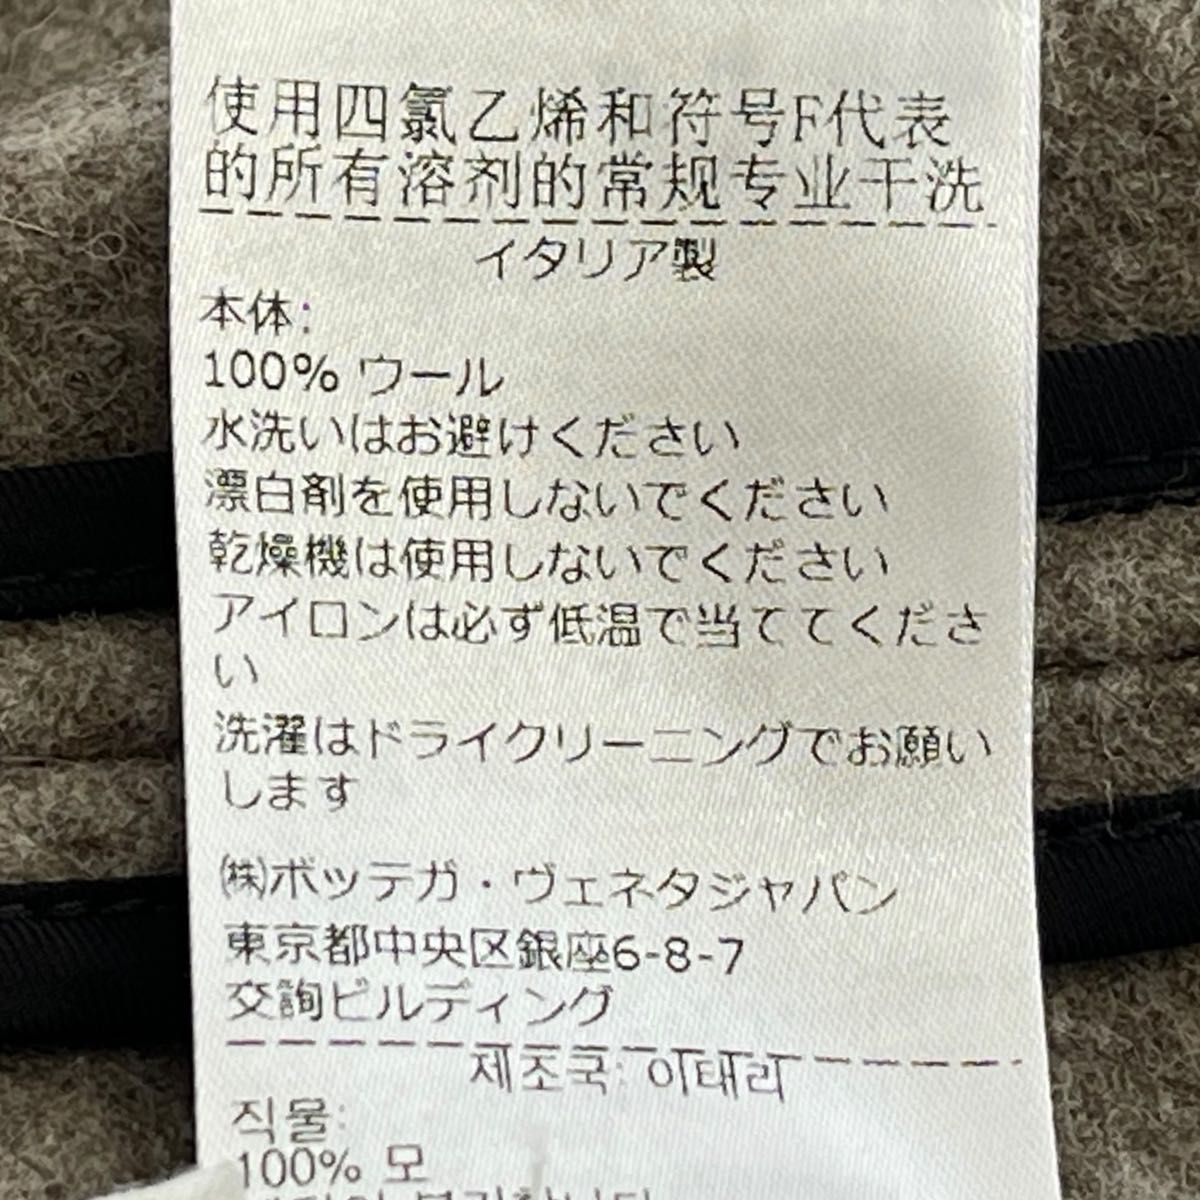 使用四氯乙烯和符号F代表
的所有溶剂的常规专业干洗
イタリア製
本体:
100% ウール
水洗いはお避けください
漂白剤を使用しないでください
乾燥機は使用しないでください
アイロンは必ず低温で当ててくださ
い
洗濯はドライクリーニングでお願い
します
㈱ボッテガ・ヴェネタジャパン
東京都中央区銀座6-8-7
交詢ビルディング
제조국: 이태리
직물:
100% 모